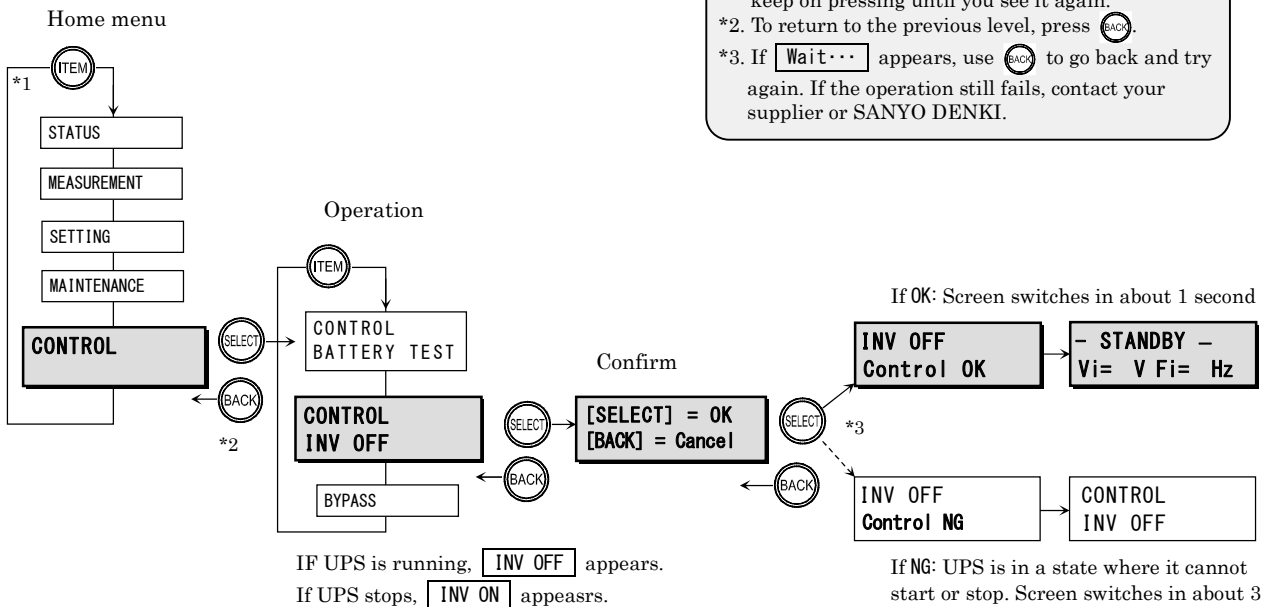 keep on pressing until you see it again.
*2. To return to the previous level, press BACK.
*3. If Wait··· appears, use BACK to go back and try
again. If the operation still fails, contact your
supplier or SANYO DENKI.
Home menu
ITEM
*1
STATUS
MEASUREMENT
SETTING
MAINTENANCE
CONTROL
SELECT
BACK
*2
Operation
ITEM
CONTROL
BATTERY TEST
CONTROL
INV OFF
BYPASS
SELECT
BACK
IF UPS is running, INV OFF appears.
If UPS stops, INV ON appeasrs.
Confirm
[SELECT] = OK
[BACK] = Cancel
SELECT
*3
BACK
If OK: Screen switches in about 1 second
INV OFF
Control OK
– STANDBY –
Vi= V Fi= Hz
INV OFF
Control NG
CONTROL
INV OFF
If NG: UPS is in a state where it cannot
start or stop. Screen switches in about 3